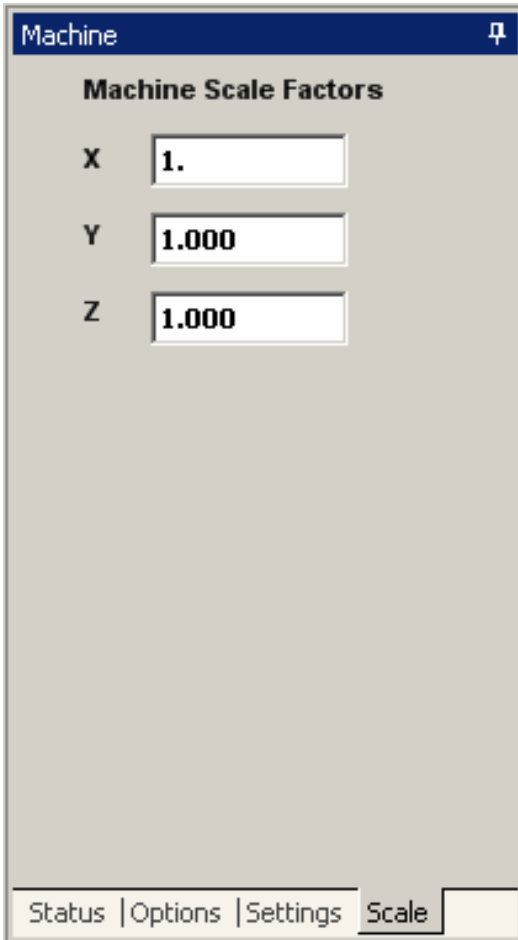 Machine
Machine Scale Factors
X 1.
Y 1.000
Z 1.000
Status |Options |Settings Scale